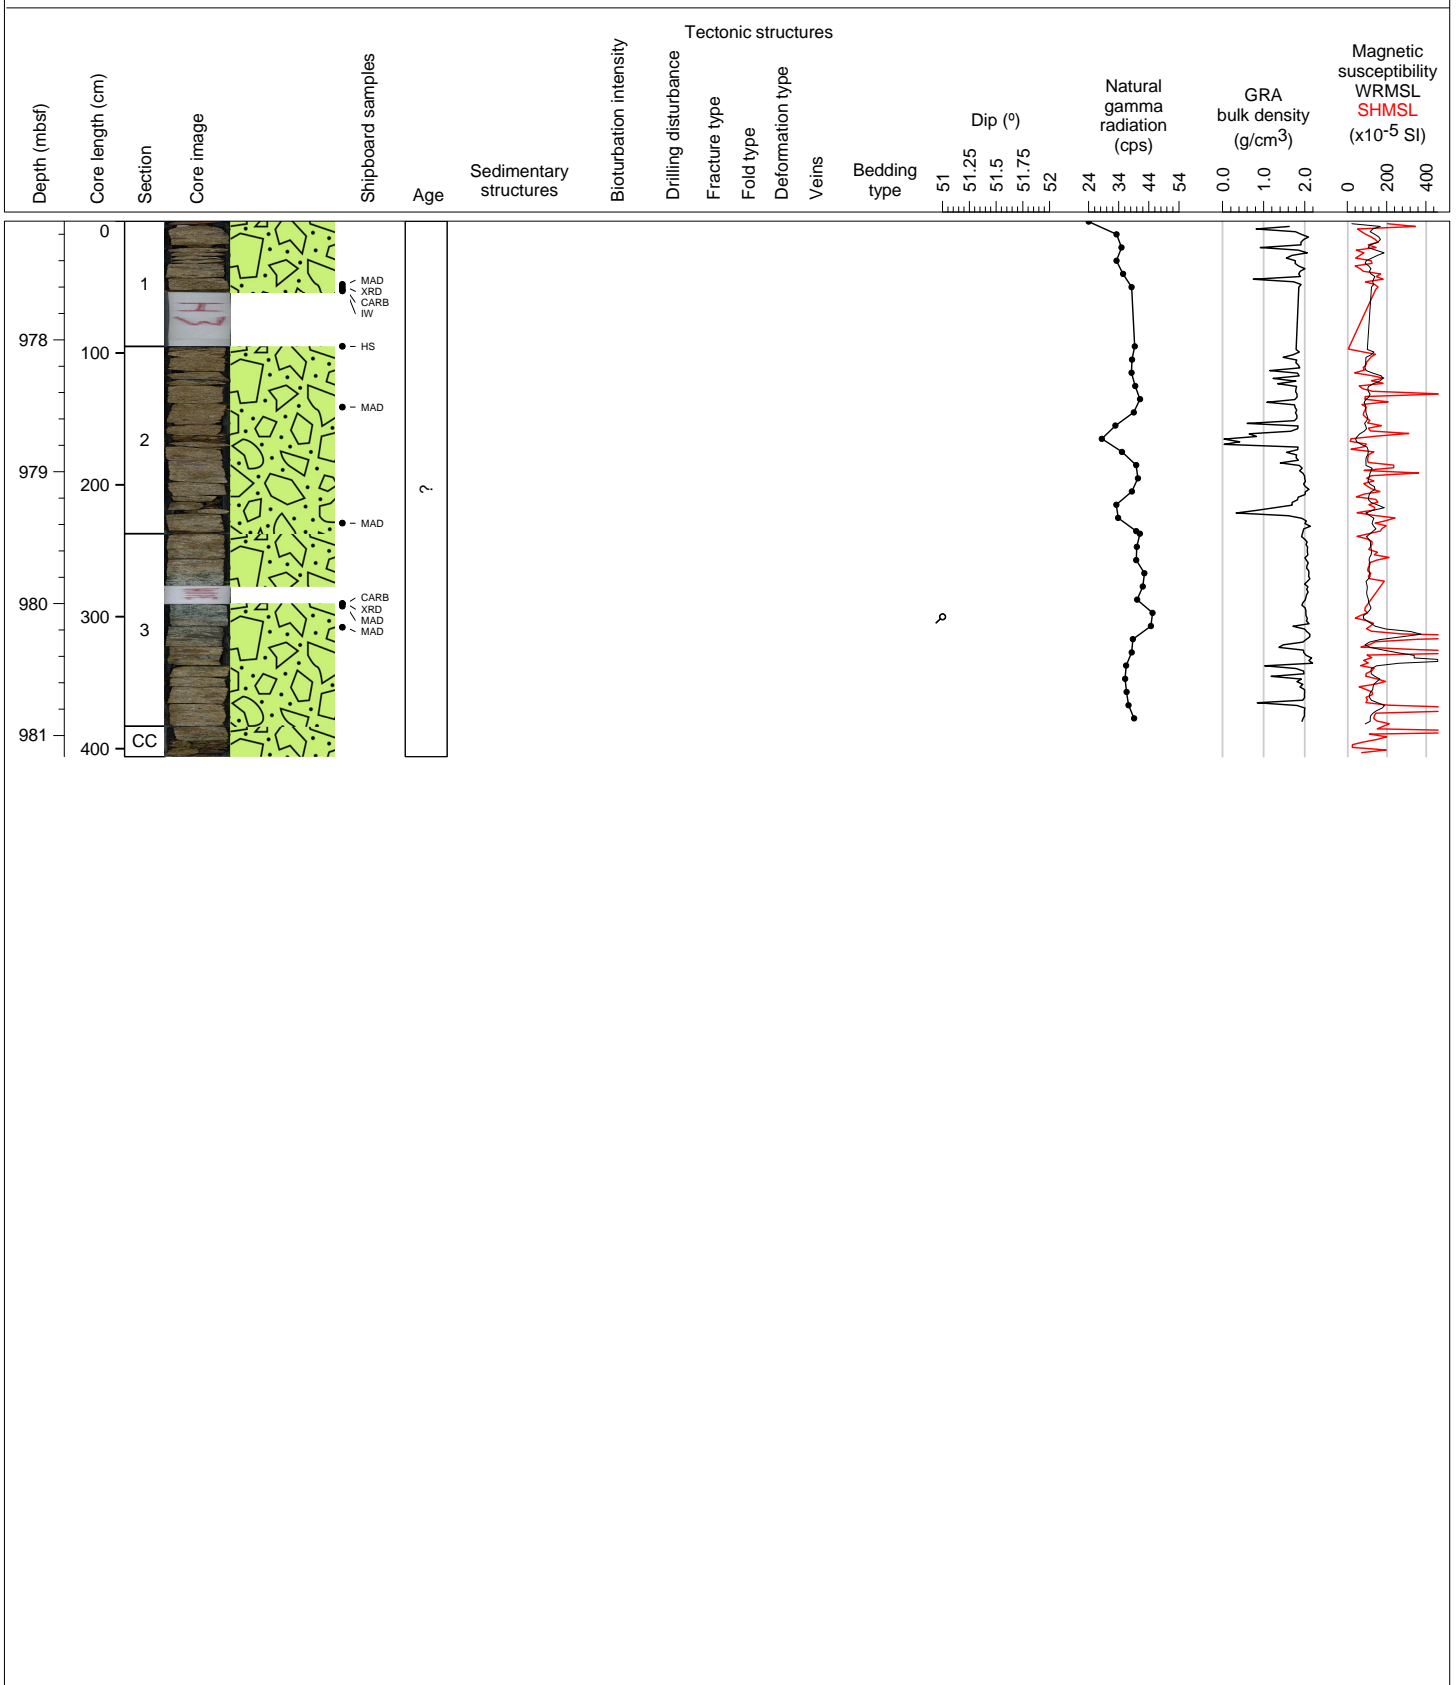 Tectonic structures
Depth (mbsf)
Core length (cm)
Section
Core image
Shipboard samples
Age
Sedimentary
structures
Bioturbation intensity
Drilling disturbance
Fracture type
Fold type
Deformation type
Veins
Bedding
type
Dip (º)
51 51.25 51.5 51.75 52
Natural
gamma
radiation
(cps)
24 34 44 54
GRA
bulk density
(g/cm3)
0.0 1.0 2.0
Magnetic
susceptibility
WRMSL
SHMSL
(x10-5 SI)
0 200 400
978
979
980
981
0
100
200
300
400
1
2
3
CC
MAD
XRD
CARB
IW
HS
MAD
MAD
CARB
XRD
MAD
MAD
?